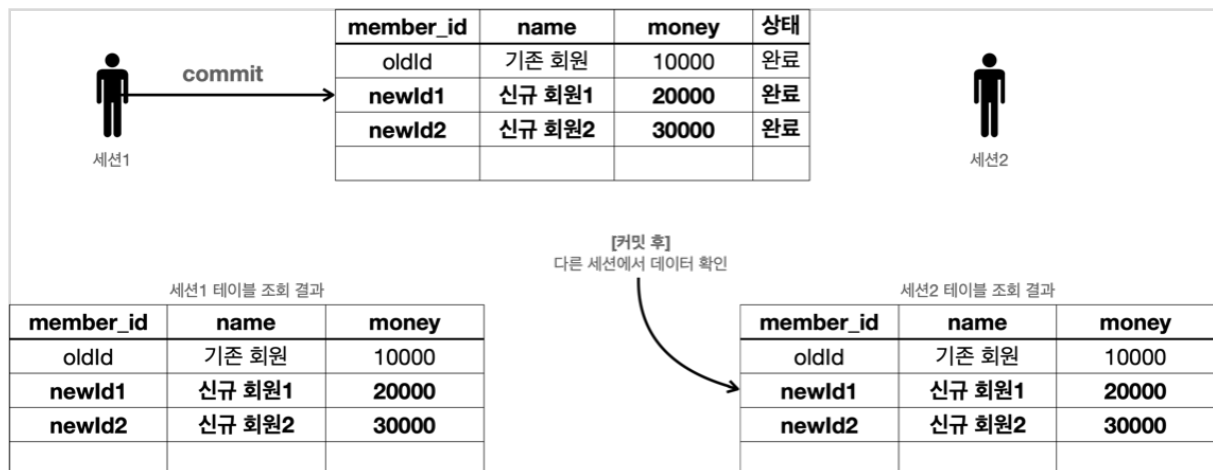 member_id name money 상태
oldId 기존 회원 10000 완료
newId1 신규 회원1 20000 완료
newId2 신규 회원2 30000 완료
commit
세션1
세션2
[커밋 후]
다른 세션에서 데이터 확인
세션1 테이블 조회 결과
member_id name money
oldId 기존 회원 10000
newId1 신규 회원1 20000
newId2 신규 회원2 30000
세션2 테이블 조회 결과
member_id name money
oldId 기존 회원 10000
newId1 신규 회원1 20000
newId2 신규 회원2 30000